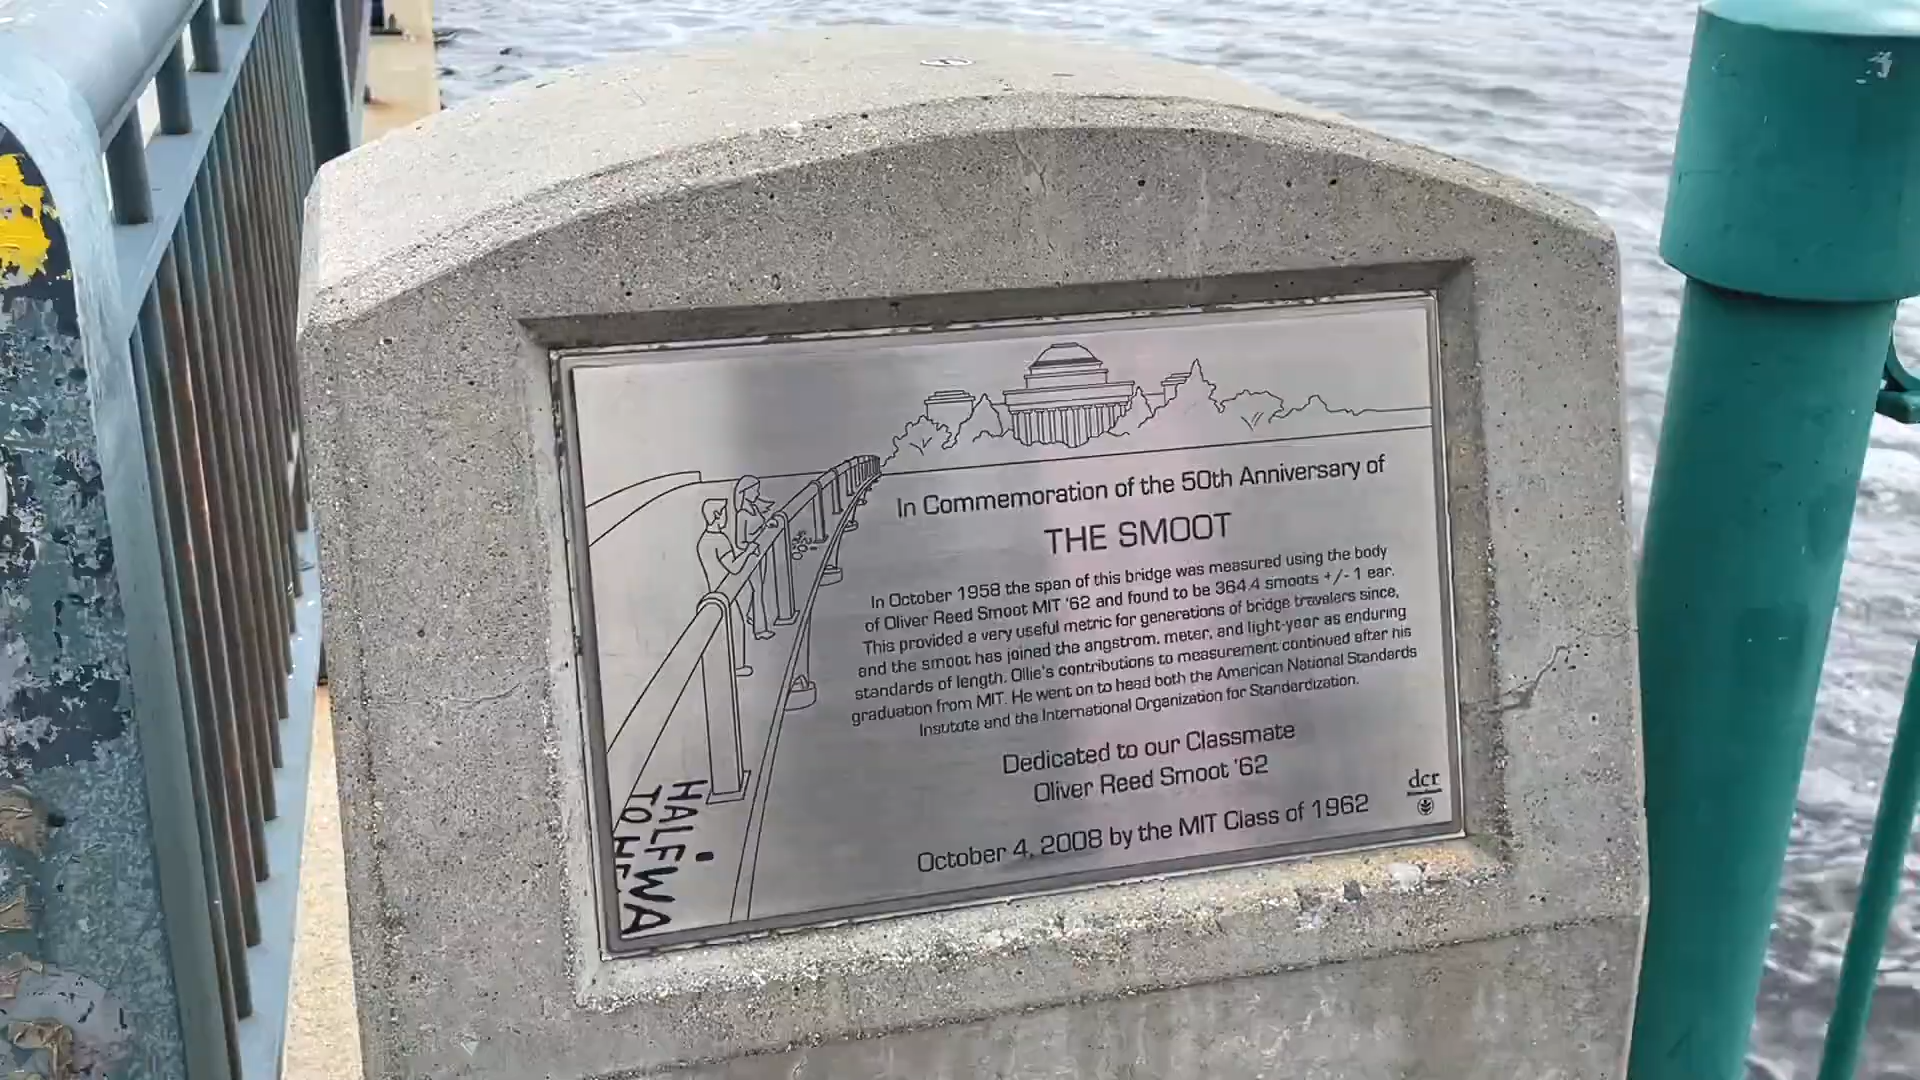 In Commemoration of the 50th Anniversary of
THE SMOOT
In October 1958 the span of this bridge was measured using the body
of Oliver Reed Smoot MIT '62 and found to be 364.4 smoots +/- 1 ear.
This provided a very useful metric for generations of bridge travelers since,
and the smoot has joined the angstrom, meter, and light-year as enduring
standards of length. Ollie's contributions to measurement continued after his
graduation from MIT. He went on to head both the American National Standards
Institute and the International Organization for Standardization.
Dedicated to our Classmate
Oliver Reed Smoot '62
October 4, 2008 by the MIT Class of 1962
dcr
HALFWA
TO HE